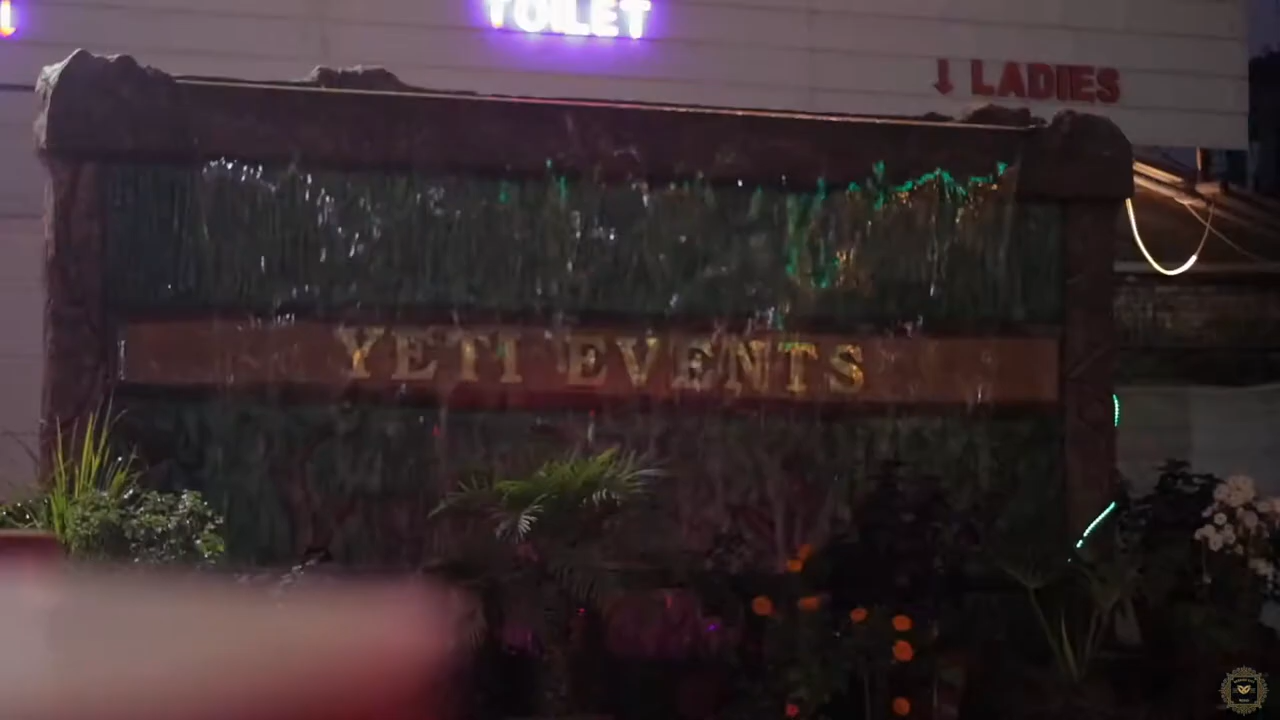 TOILET
↓ LADIES
YETI EVENTS